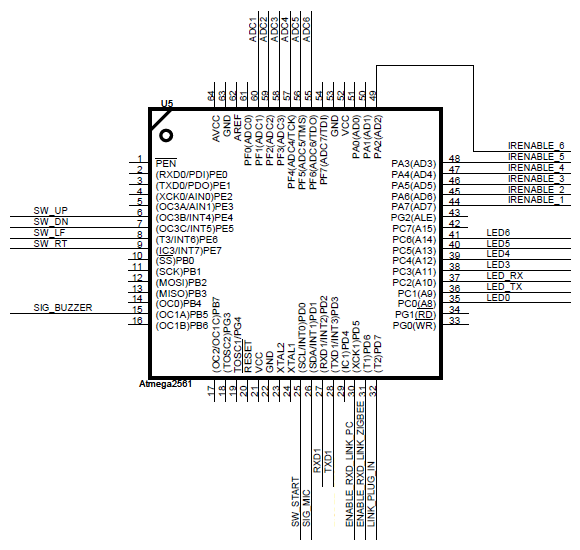 ADC1
ADC2
ADC3
ADC4
ADC5
ADC6
64
63
62
61
60
59
58
57
56
55
54
53
52
51
50
49
U5
AVCC
GND
AREF
PF0(ADC0)
PF1(ADC1)
PF2(ADC2)
PF3(ADC3)
PF4(ADC4/TCK)
PF5(ADC5/TMS)
PF6(ADC6/TDO)
PF7(ADC7/TDI)
GND
VCC
PA0(AD0)
PA1(AD1)
PA2(AD2)
1 PEN
2 (RXD0/PDI)PE0
3 (TXD0/PDO)PE1
4 (XCK0/AIN0)PE2
5 (OC3A/AIN1)PE3
SW_UP 6 (OC3B/INT4)PE4
SW_DN 7 (OC3C/INT5)PE5
SW_LF 8 (T3/INT6)PE6
SW_RT 9 (IC3/INT7)PE7
10 (SS)PB0
11 (SCK)PB1
12 (MOSI)PB2
13 (MISO)PB3
14 (OC0)PB4
SIG_BUZZER 15 (OC1A)PB5
16 (OC1B)PB6
IRENABLE_6
PA3(AD3) 48 IRENABLE_5
PA4(AD4) 47 IRENABLE_4
PA5(AD5) 46 IRENABLE_3
PA6(AD6) 45 IRENABLE_2
PA7(AD7) 44 IRENABLE_1
PG2(ALE) 43
PC7(A15) 42
PC6(A14) 41 LED6
PC5(A13) 40 LED5
PC4(A12) 39 LED4
PC3(A11) 38 LED3
PC2(A10) 37 LED_RX
PC1(A9) 36 LED_TX
PC0(A8) 35 LED0
PG1(RD) 34
PG0(WR) 33
(OC2/OC1C)PB7
(TOSC2)PG3
TOSC1/PG4
RESET
VCC
GND
XTAL2
XTAL1
(SCL/INT0)PD0
(SDA/INT1)PD1
(RXD1/INT2)PD2
(TXD1/INT3)PD3
(IC1)PD4
(XCK1)PD5
(T1)PD6
(T2)PD7
Atmega2561
17
18
19
20
21
22
23
24
25
26
27
28
29
30
31
32
SW_START
SIG_MIC
RXD1
TXD1
ENABLE_RXD_LINK_PC
ENABLE_RXD_LINK_ZIGBEE
LINK_PLUG_IN